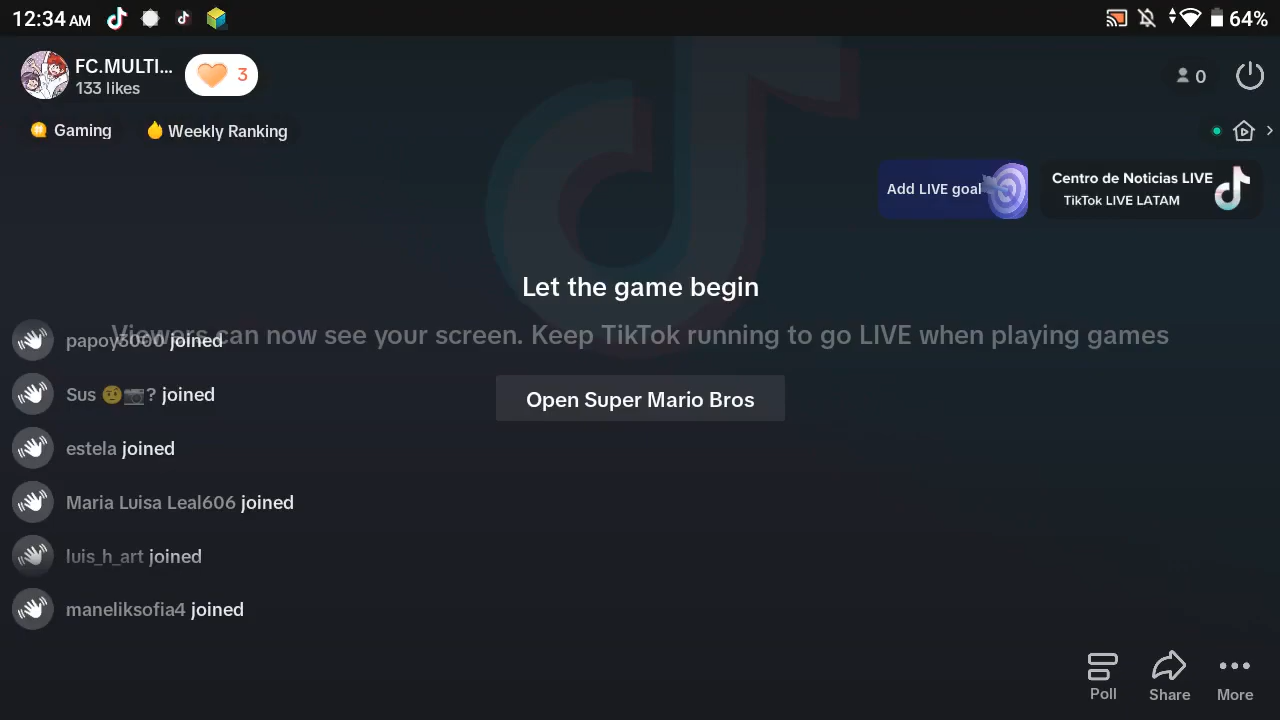 12:34 AM
64%
FC.MULTI...
133 likes
3
0
Gaming
Weekly Ranking
Add LIVE goal
Centro de Noticias LIVE
TikTok LIVE LATAM
Let the game begin
Viewers can now see your screen. Keep TikTok running to go LIVE when playing games
papoy3000 joined
Sus 🤨📷? joined
Open Super Mario Bros
estela joined
Maria Luisa Leal606 joined
luis_h_art joined
maneliksofia4 joined
Poll
Share
More